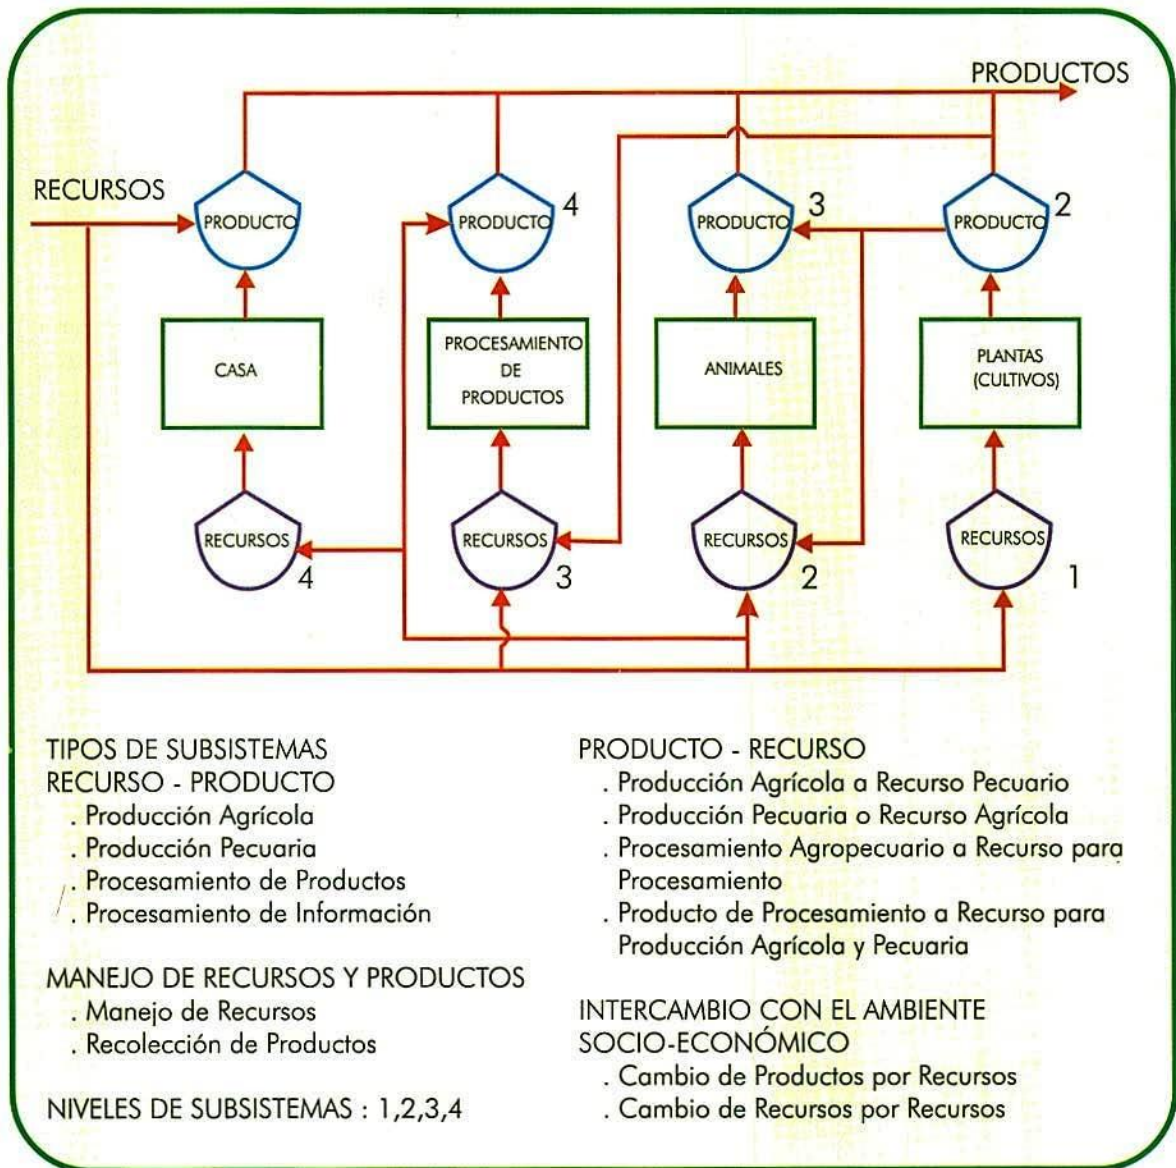 PRODUCTOS
RECURSOS
PRODUCTO
PRODUCTO
4
PRODUCTO
3
PRODUCTO
2
CASA
PROCESAMIENTO
DE
PRODUCTOS
ANIMALES
PLANTAS
(CULTIVOS)
RECURSOS
4
RECURSOS
3
RECURSOS
2
RECURSOS
1
TIPOS DE SUBSISTEMAS
RECURSO - PRODUCTO
. Producción Agrícola
. Producción Pecuaria
. Procesamiento de Productos
. Procesamiento de Información
MANEJO DE RECURSOS Y PRODUCTOS
. Manejo de Recursos
. Recolección de Productos
NIVELES DE SUBSISTEMAS : 1,2,3,4
PRODUCTO - RECURSO
. Producción Agrícola a Recurso Pecuario
. Producción Pecuaria o Recurso Agrícola
. Procesamiento Agropecuario a Recurso para
Procesamiento
. Producto de Procesamiento a Recurso para
Producción Agrícola y Pecuaria
INTERCAMBIO CON EL AMBIENTE
SOCIO-ECONÓMICO
. Cambio de Productos por Recursos
. Cambio de Recursos por Recursos